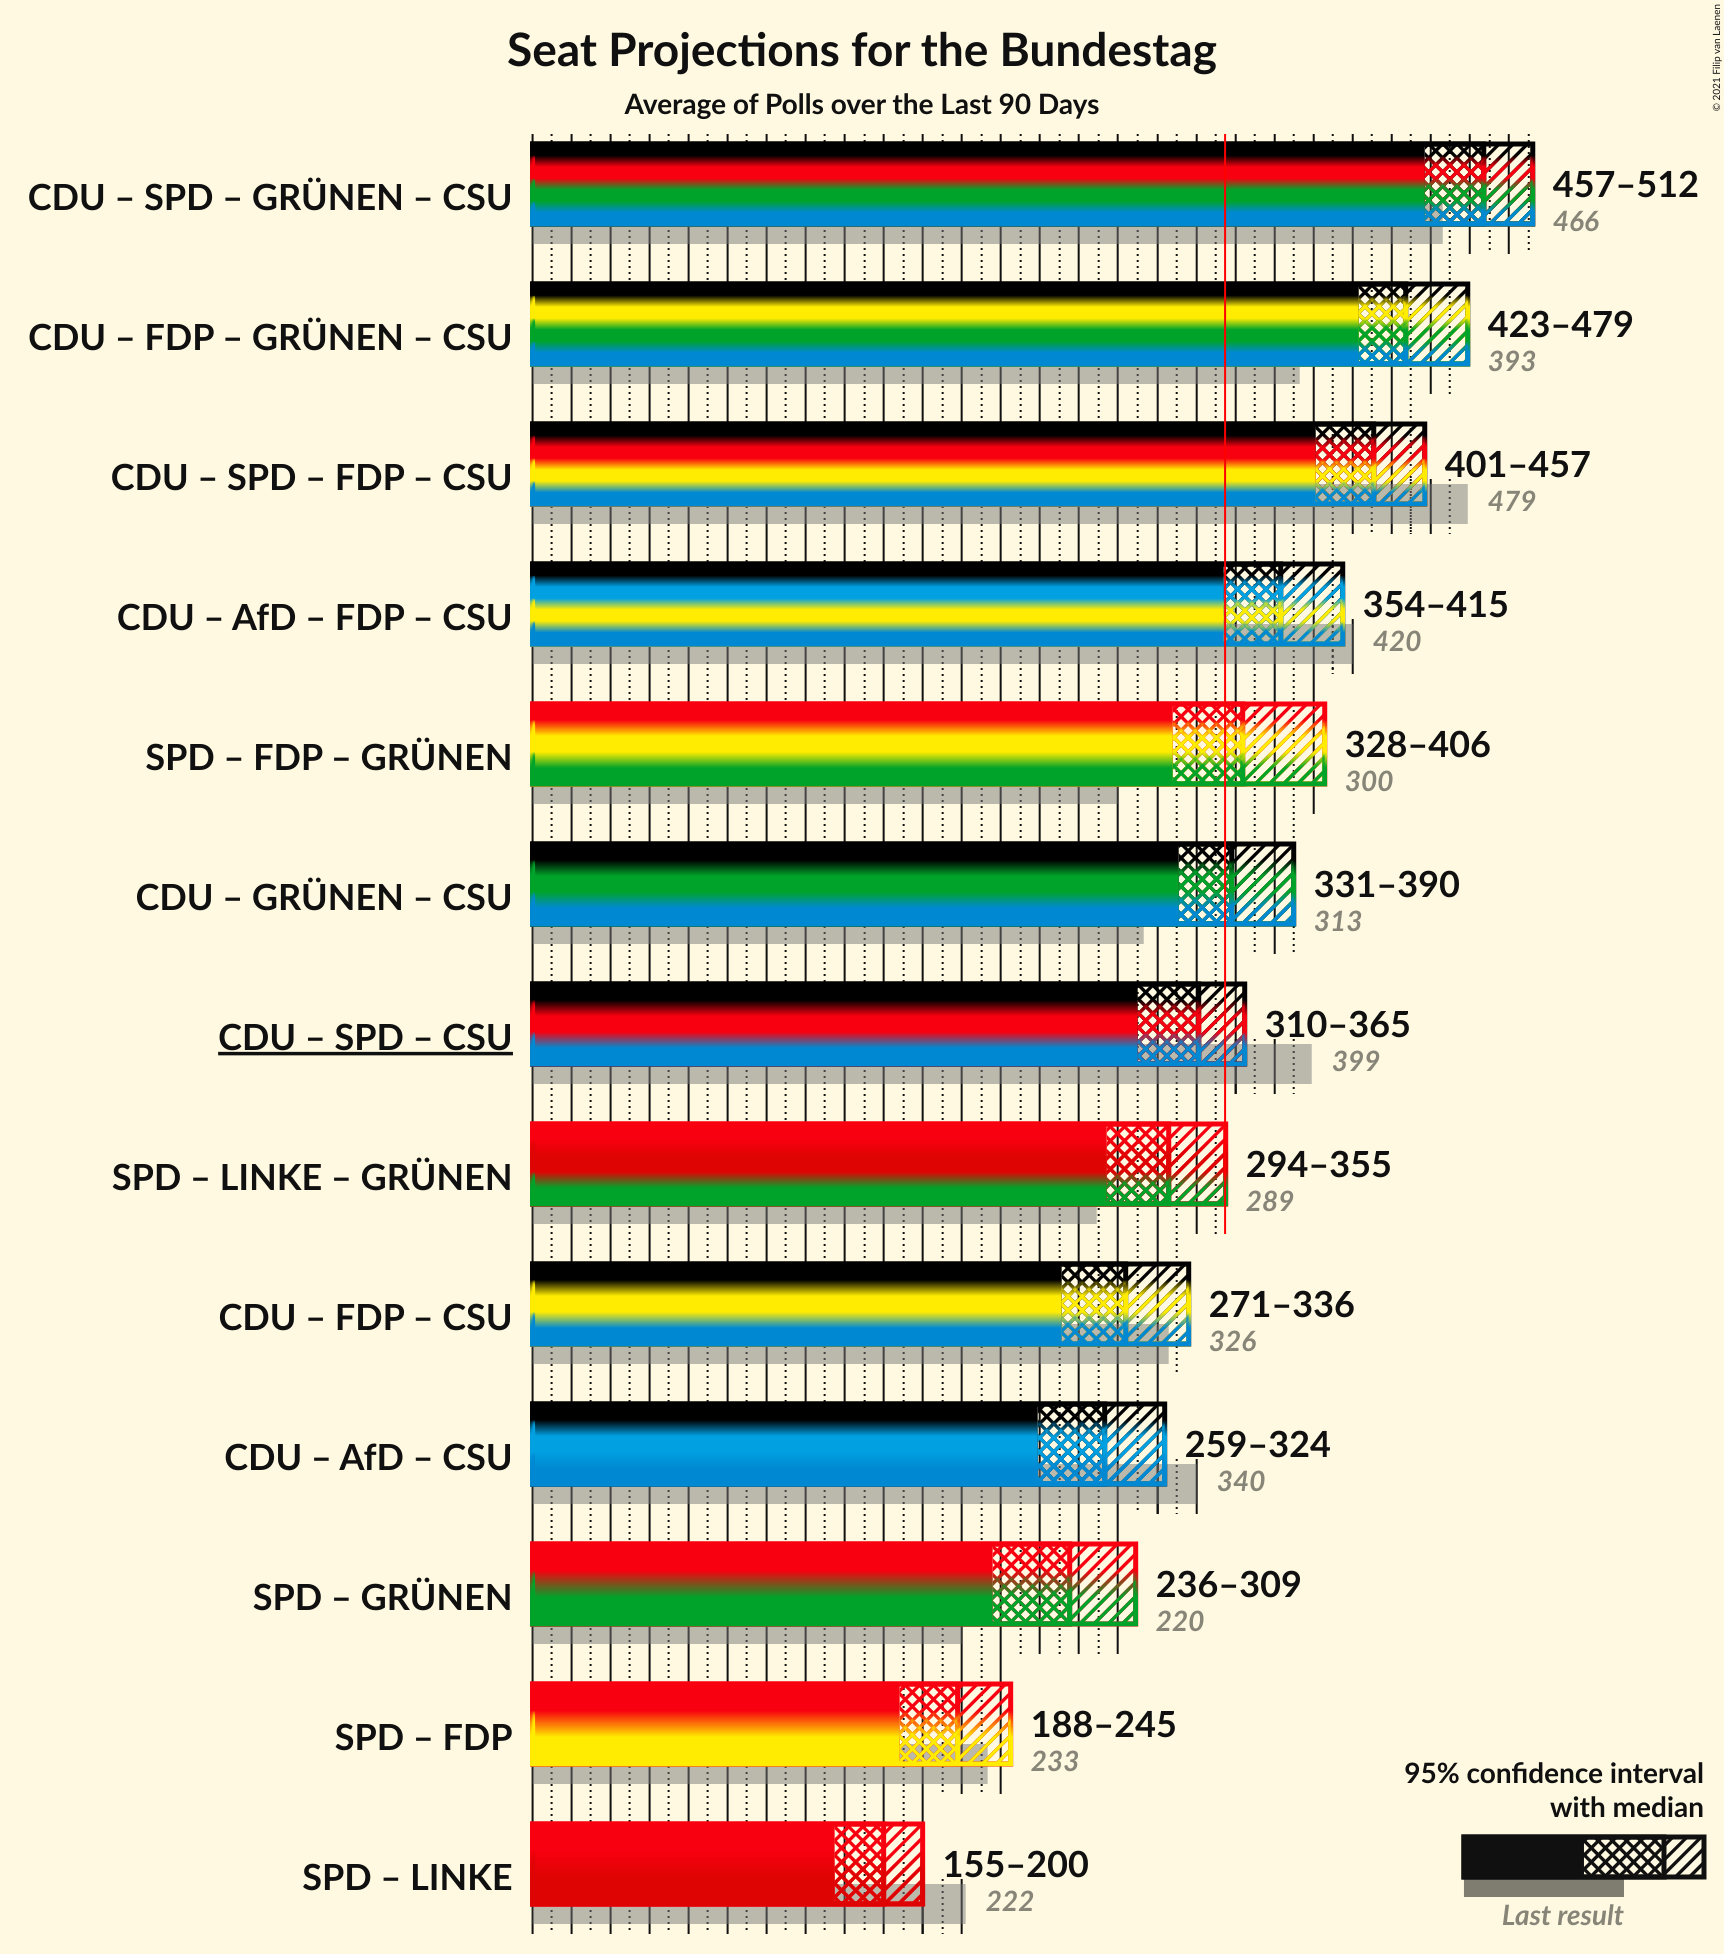 © 2021 Filip van Laenen
Seat Projections for the Bundestag
Average of Polls over the Last 90 Days
CDU – SPD – GRÜNEN – CSU
457–512
466
CDU – FDP – GRÜNEN – CSU
423–479
393
CDU – SPD – FDP – CSU
401–457
479
CDU – AfD – FDP – CSU
354–415
420
SPD – FDP – GRÜNEN
328–406
300
CDU – GRÜNEN – CSU
331–390
313
CDU – SPD – CSU
310–365
399
SPD – LINKE – GRÜNEN
294–355
289
CDU – FDP – CSU
271–336
326
CDU – AfD – CSU
259–324
340
SPD – GRÜNEN
236–309
220
SPD – FDP
188–245
233
SPD – LINKE
155–200
222
95% confidence interval
with median
Last result